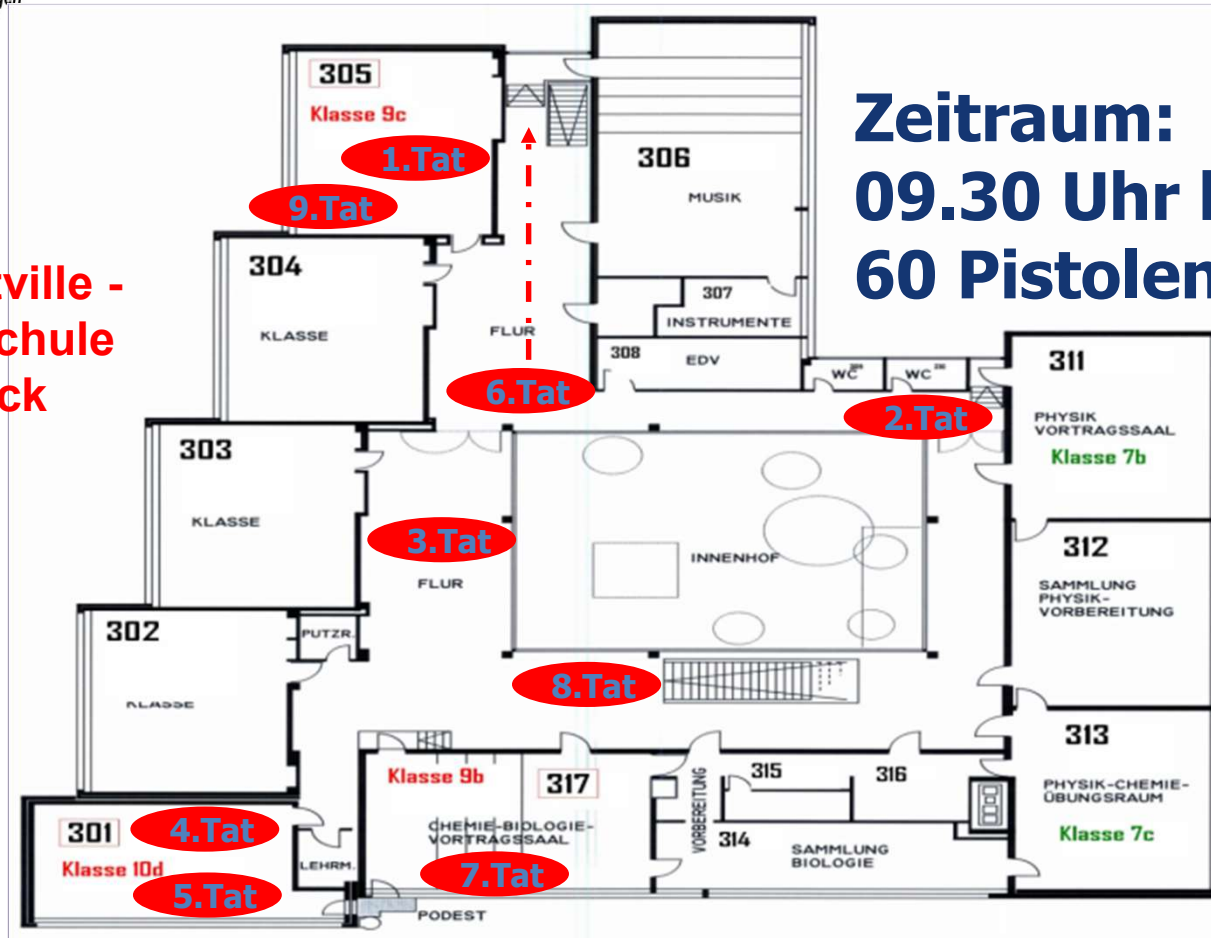 305
Klasse 9c
1.Tat
9.Tat
306
MUSIK
Zeitraum:
09.30 Uhr
60 Pistolen
ville -
chule
ck
304
KLASSE
FLUR
307
INSTRUMENTE
308
EDV
WC
WC
6.Tat
2.Tat
311
PHYSIK
VORTRAGSSAAL
Klasse 7b
303
KLASSE
3.Tat
FLUR
INNENHOF
312
SAMMLUNG
PHYSIK-
VORBEREITUNG
302
KLASSE
PUTZR.
8.Tat
313
PHYSIK-CHEMIE-
ÜBUNGSRAUM
Klasse 7c
Klasse 9b
317
CHEMIE-BIOLOGIE-
VORTRAGSSAAL
7.Tat
VORBEREITUNG
315
316
314
SAMMLUNG
BIOLOGIE
301
4.Tat
Klasse 10d
5.Tat
LEHRM.
PODEST